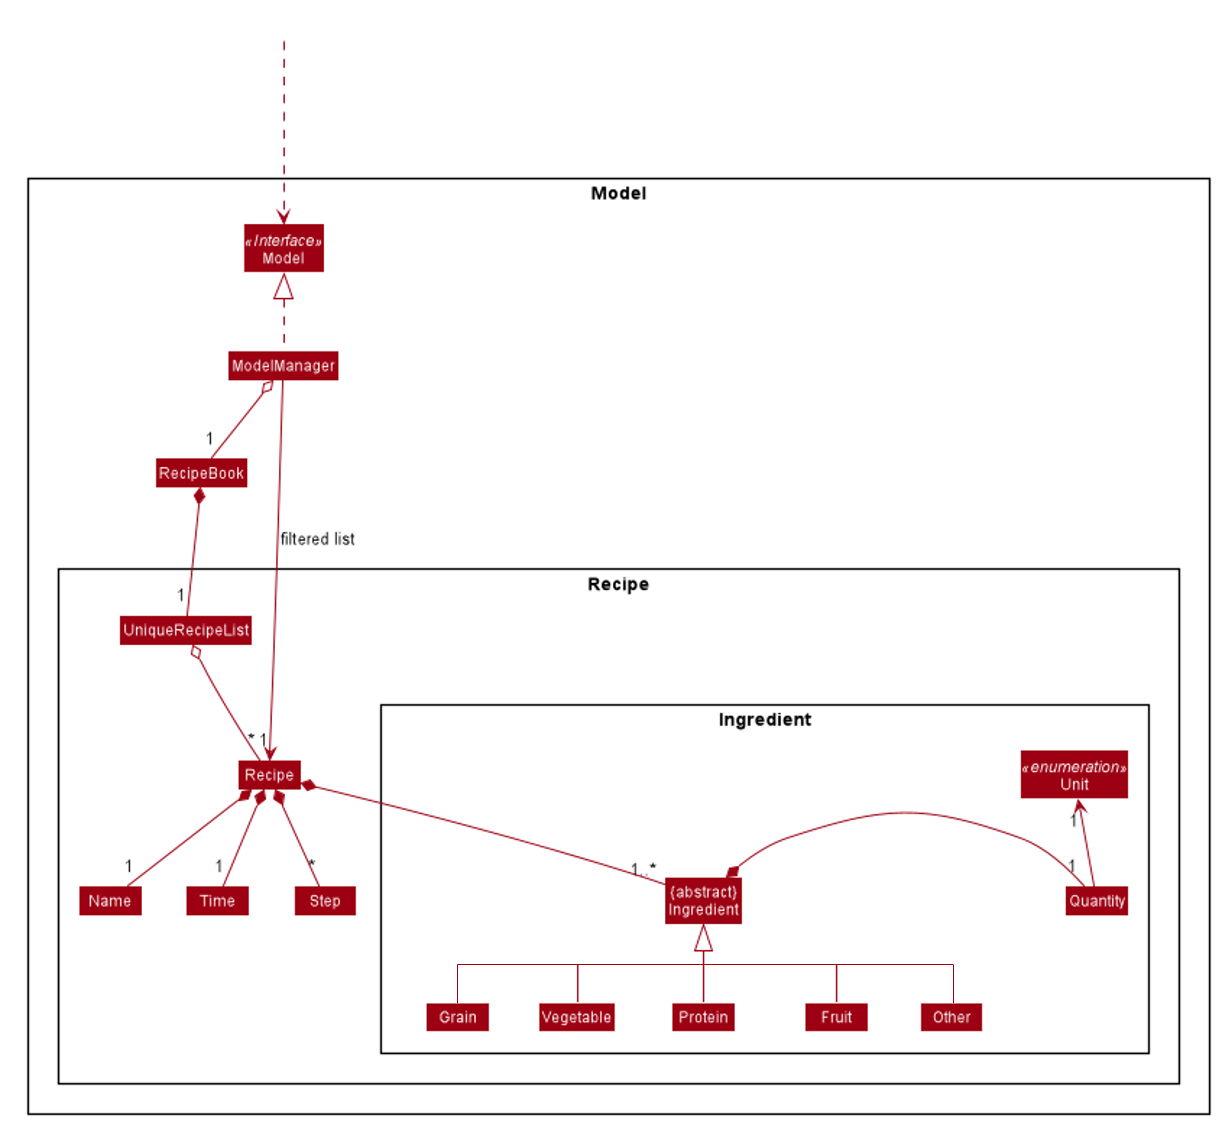 Model
«Interface»
Model
ModelManager
1
RecipeBook
filtered list
Recipe
1
UniqueRecipeList
Ingredient
* 1
«enumeration»
Unit
Recipe
1
1
1
*
1..*
1
Name
Time
Step
{abstract}
Ingredient
Quantity
Grain
Vegetable
Protein
Fruit
Other